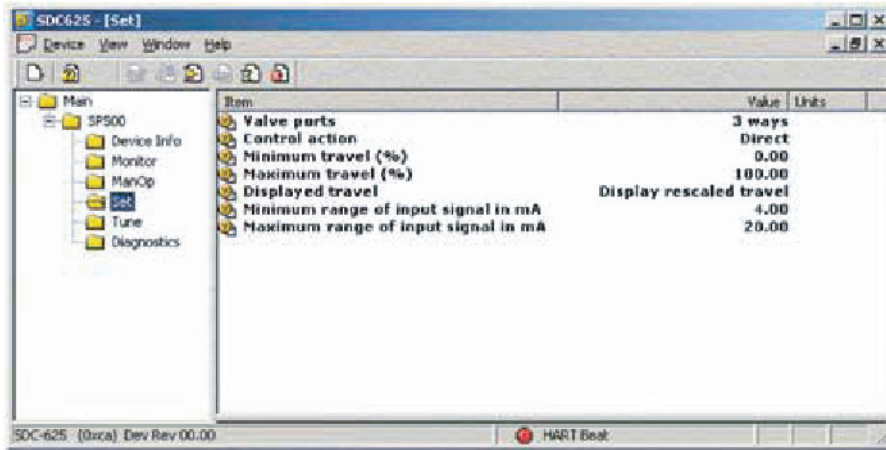 SDC625 - [Set]
Device View Window Help
Main
SPS00
Device Info
Monitor
ManOp
Set
Tune
Diagnostics
Item Value Units
Valve ports 3 ways
Control action Direct
Minimum travel (%) 0.00
Maximum travel (%) 100.00
Displayed travel Display rescaled travel
Minimum range of input signal in mA 4.00
Maximum range of input signal in mA 20.00
SDC-625 (0xca) Dev Rev 00.00 HART Beat